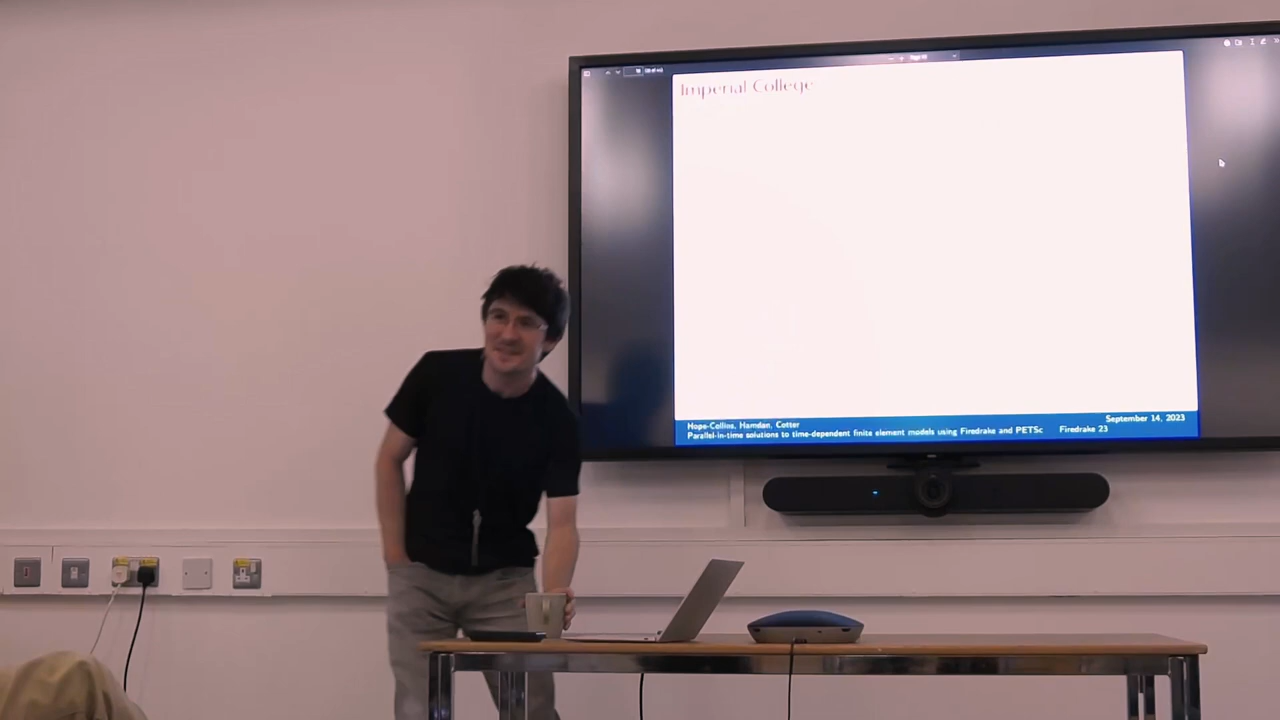 Imperial College
Hope-Collins, Hamdan, Cotter
September 14, 2023
Parallel-in-time solutions to time-dependent finite element models using Firedrake and PETSc
Firedrake 23